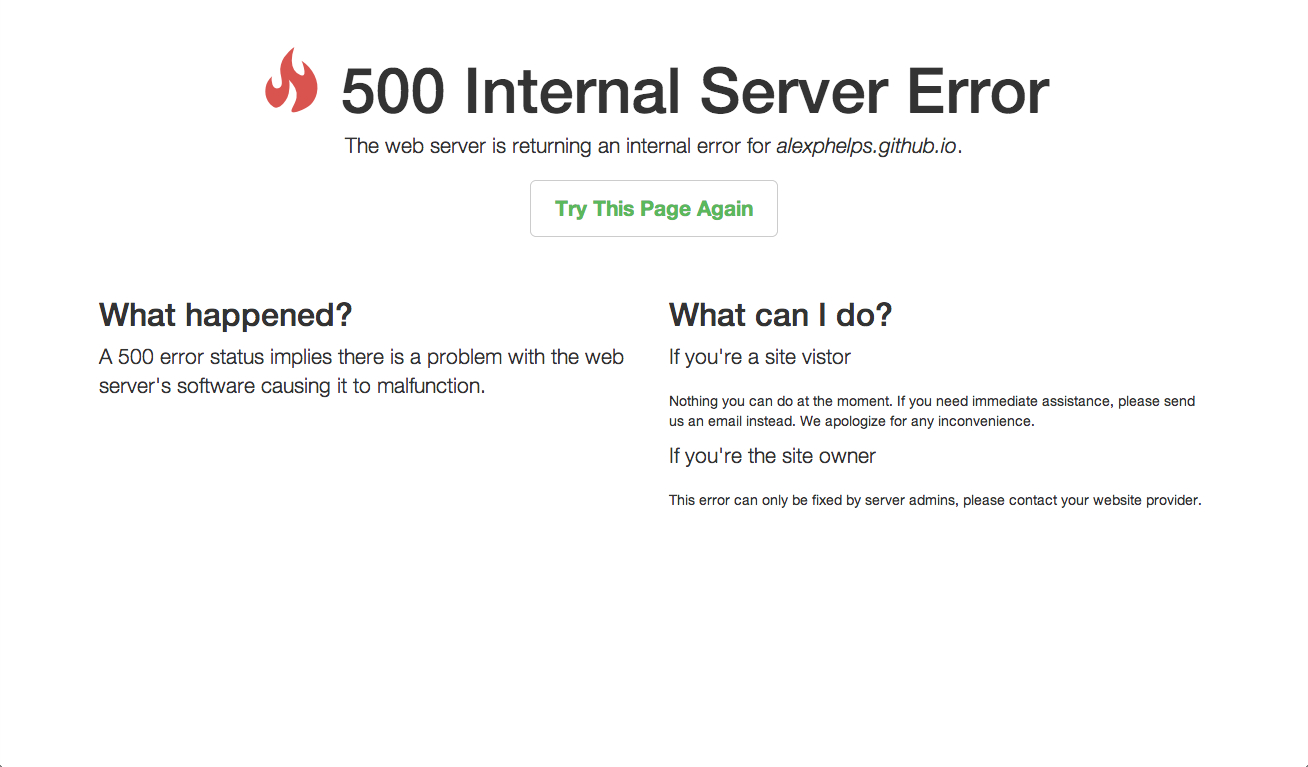 500 Internal Server Error
The web server is returning an internal error for alexphelps.github.io.
Try This Page Again
What happened?
A 500 error status implies there is a problem with the web
server's software causing it to malfunction.
What can I do?
If you're a site vistor
Nothing you can do at the moment. If you need immediate assistance, please send
us an email instead. We apologize for any inconvenience.
If you're the site owner
This error can only be fixed by server admins, please contact your website provider.